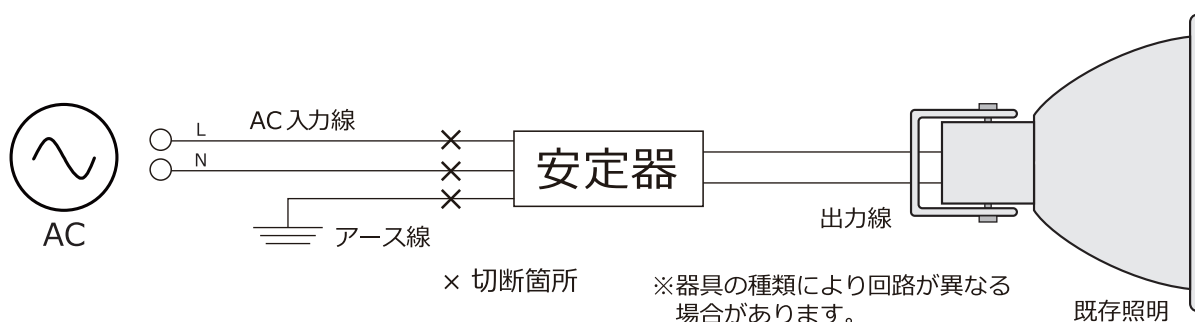 L
AC入力線
N
安定器
AC
アース線
出力線
× 切断箇所
※器具の種類により回路が異なる
場合があります。
既存照明